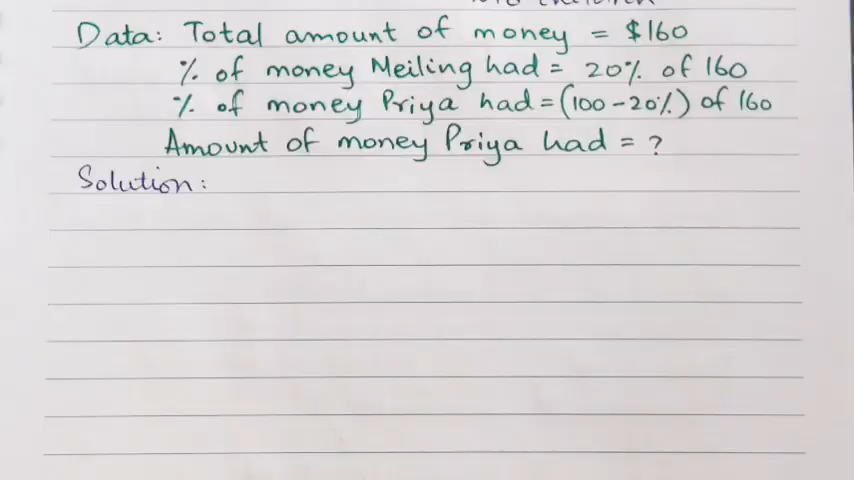 Data: Total amount of money = $160
% of money Meiling had = 20% of 160
% of money Priya had = (100-20%) of 160
Amount of money Priya had = ?
Solution: